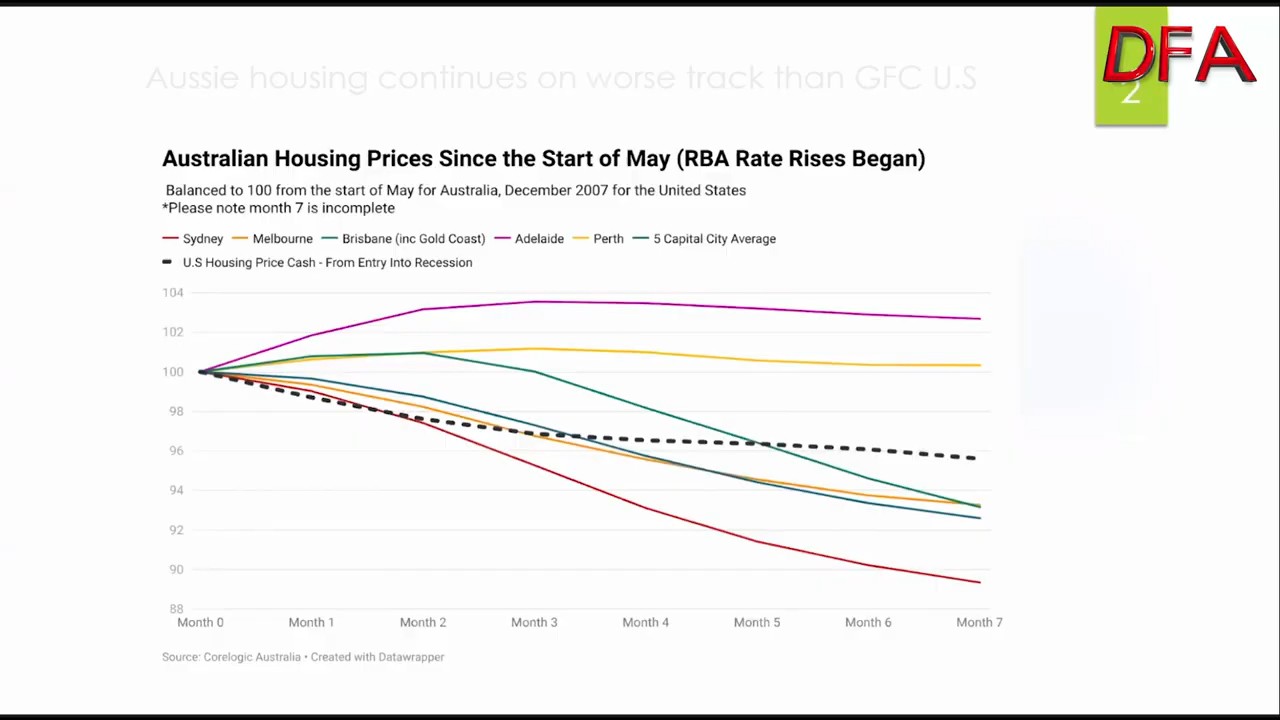 DFA
2
Aussie housing continues on worse track than GFC U.S
Australian Housing Prices Since the Start of May (RBA Rate Rises Began)
Balanced to 100 from the start of May for Australia, December 2007 for the United States
*Please note month 7 is incomplete
Sydney Melbourne Brisbane (inc Gold Coast) Adelaide Perth 5 Capital City Average
U.S Housing Price Cash - From Entry Into Recession
104
102
100
98
96
94
92
90
88
Month 0 Month 1 Month 2 Month 3 Month 4 Month 5 Month 6 Month 7
Source: Corelogic Australia • Created with Datawrapper